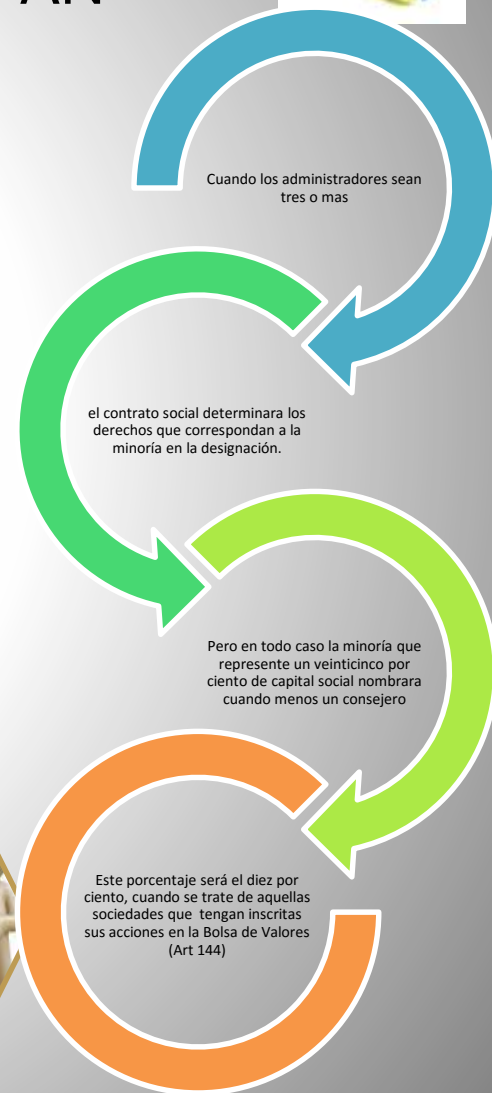 AN
Cuando los administradores sean
tres o mas
el contrato social determinara los
derechos que correspondan a la
minoría en la designación.
Pero en todo caso la minoría que
represente un veinticinco por
ciento de capital social nombrara
cuando menos un consejero
Este porcentaje será el diez por
ciento, cuando se trate de aquellas
sociedades que tengan inscritas
sus acciones en la Bolsa de Valores
(Art 144)